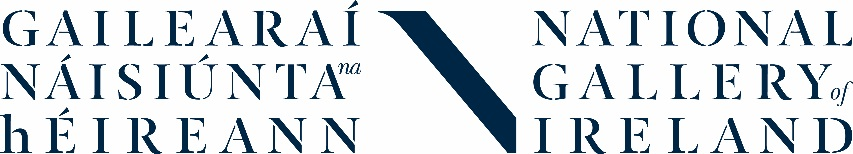 GAILEARAÍ
NÁISIÚNTA na
hÉIREANN
NATIONAL
GALLERY of
IRELAND